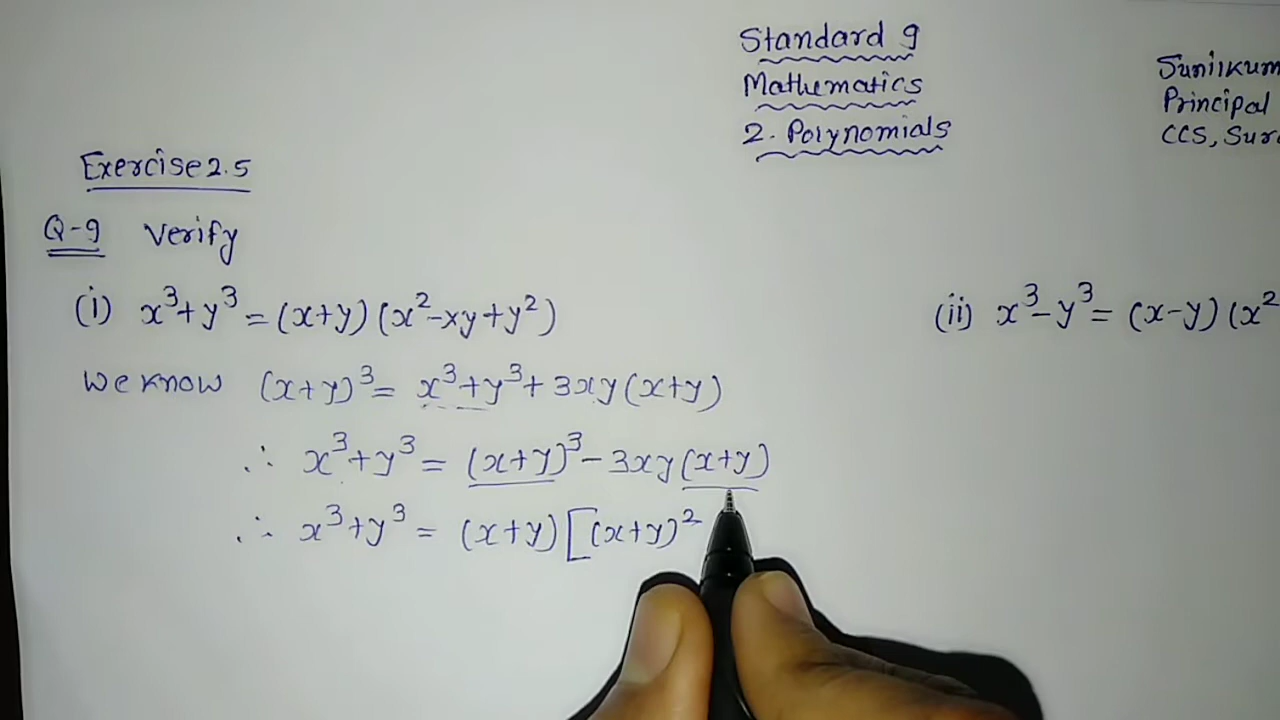 Standard 9
Mathematics
2. Polynomials
Sunilkum
Principal
CCS, Sura
Exercise 2.5
Q-9 Verify
(i) x³+y³ = (x+y) (x²-xy+y²)
We know (x+y)³ = x³+y³+3xy(x+y)
∴ x³+y³ = (x+y)³-3xy(x+y)
∴ x³+y³ = (x+y)[(x+y)²
(ii) x³-y³ = (x-y) (x²